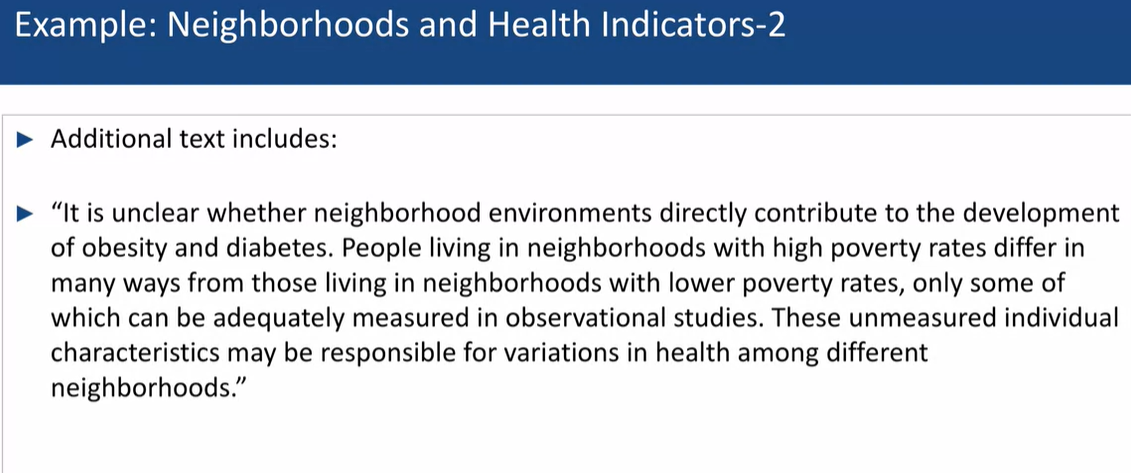 Example: Neighborhoods and Health Indicators-2
► Additional text includes:
► “It is unclear whether neighborhood environments directly contribute to the development
of obesity and diabetes. People living in neighborhoods with high poverty rates differ in
many ways from those living in neighborhoods with lower poverty rates, only some of
which can be adequately measured in observational studies. These unmeasured individual
characteristics may be responsible for variations in health among different
neighborhoods.”